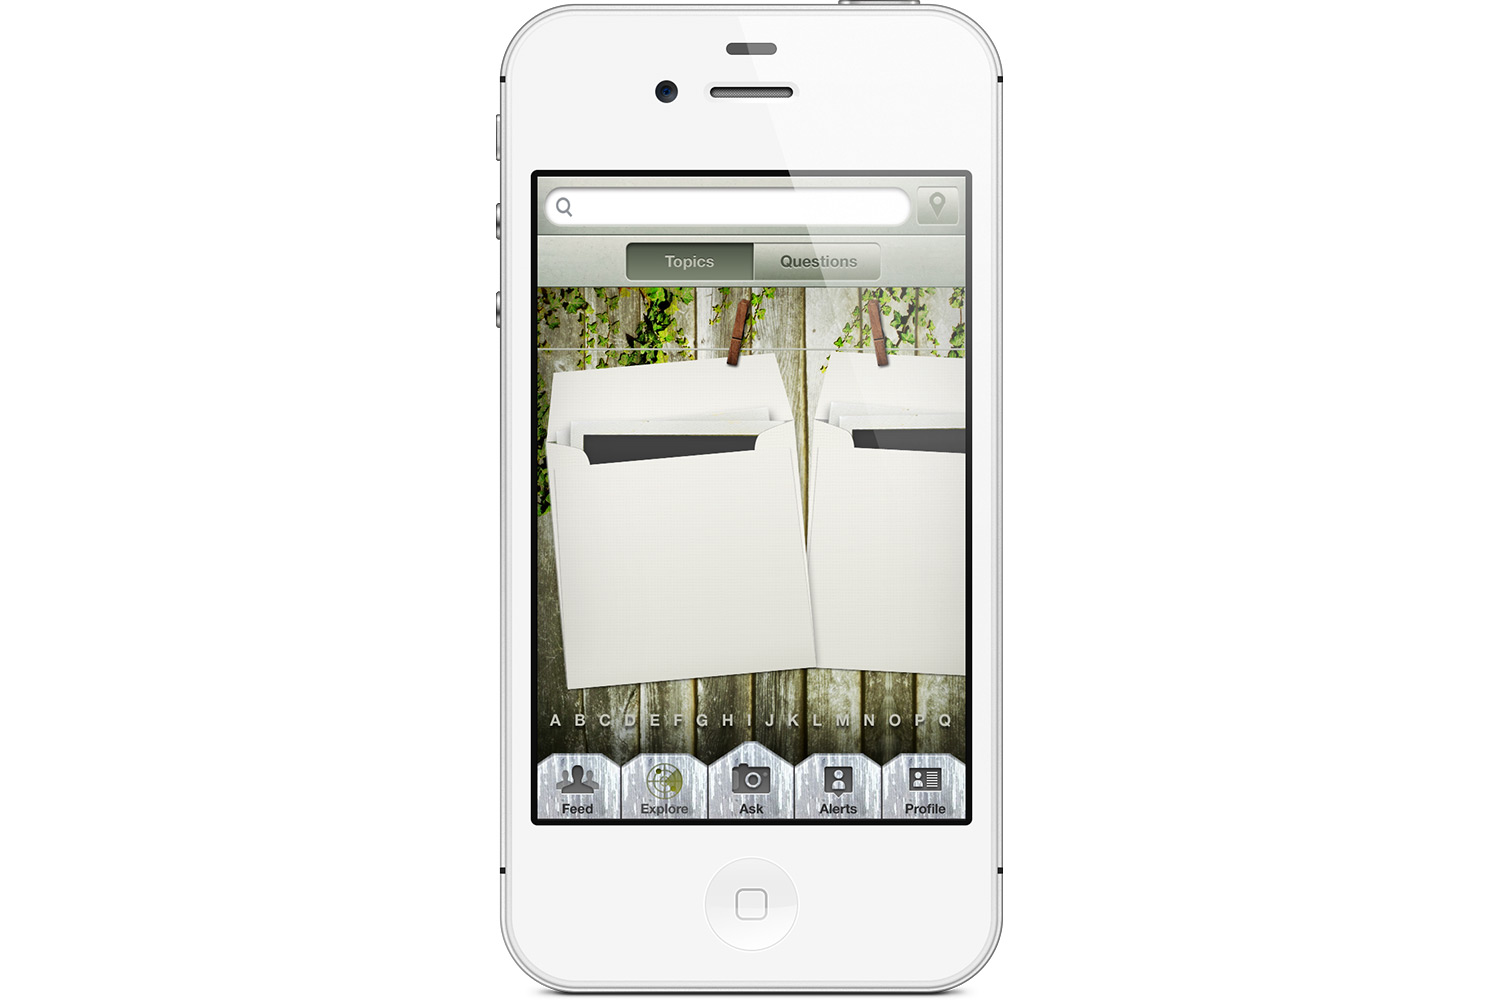 Topics Questions
A B C D E F G H I J K L M N O P Q
Feed Explore Ask Alerts Profile